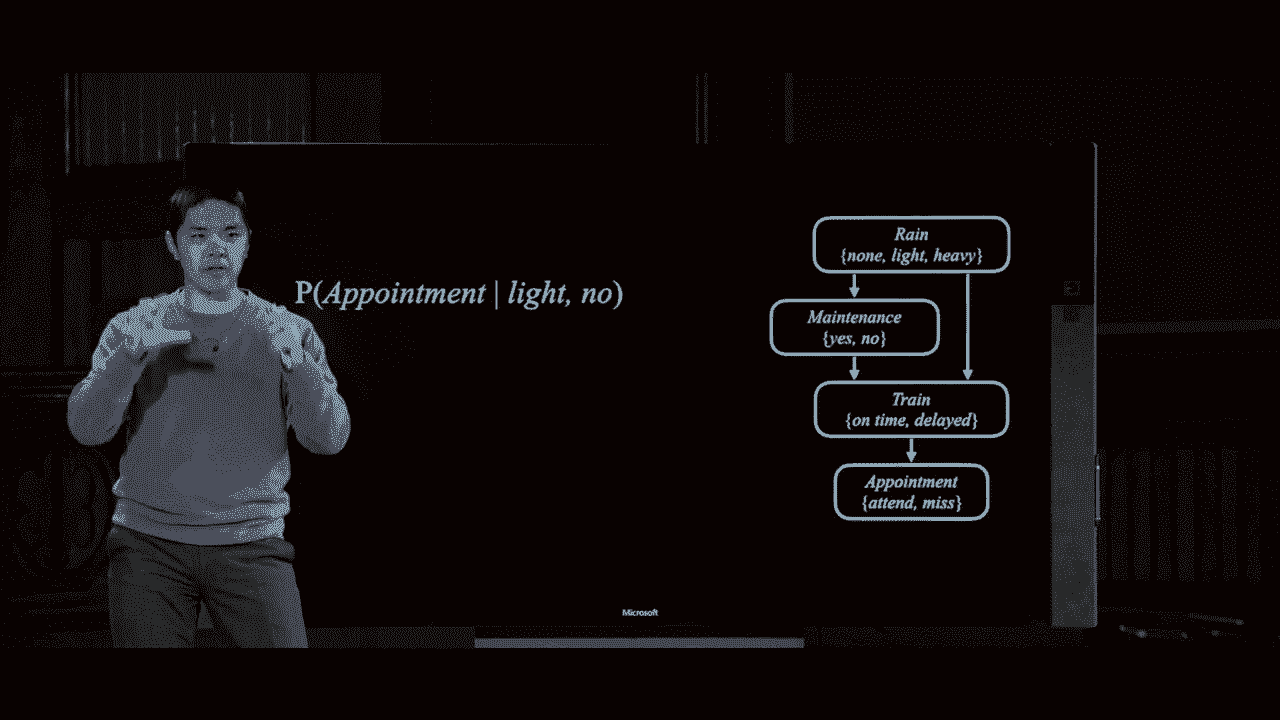 P(Appointment | light, no)
Rain
{none, light, heavy}
Maintenance
{yes, no}
Train
{on time, delayed}
Appointment
{attend, miss}
Microsoft